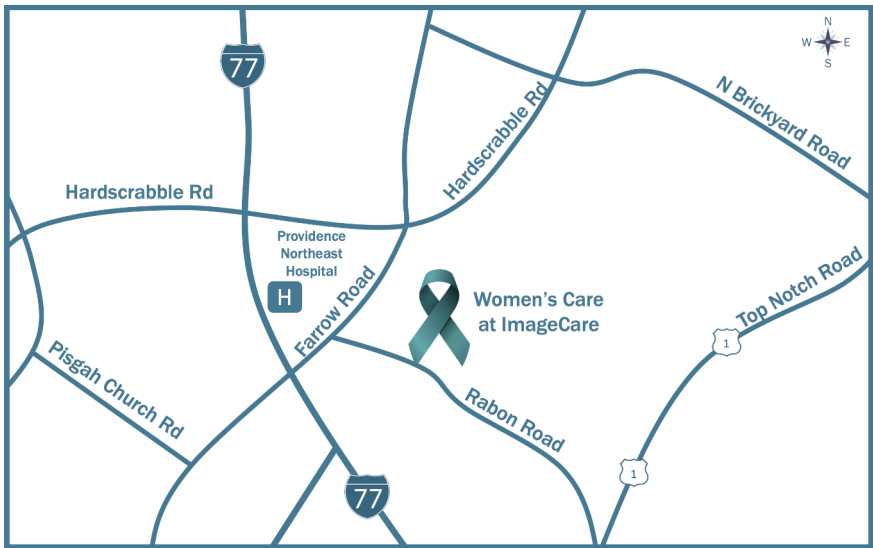 N
W E
S
77
N Brickyard Road
Hardscrabble Rd
Hardscrabble Rd
Providence
Northeast
Hospital
H
Farrow Road
Women's Care
at ImageCare
Top Notch Road
1
Pisgah Church Rd
Rabon Road
1
77